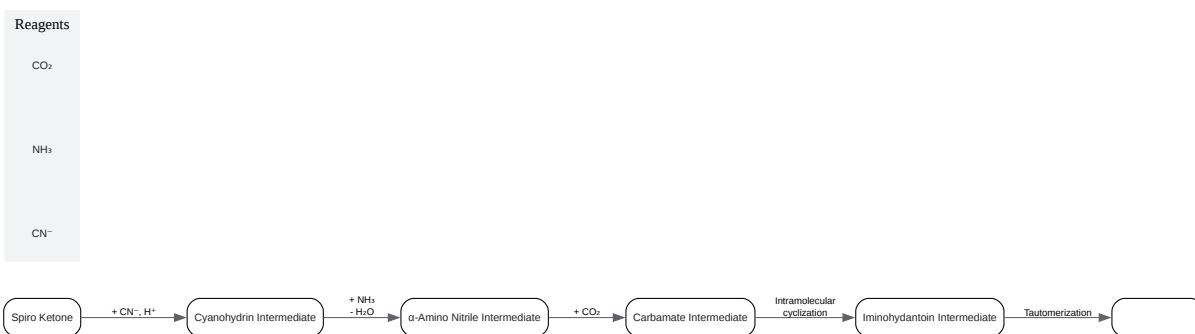 Reagents
CO₂
NH₃
CN⁻
Spiro Ketone
+ CN⁻, H⁺
Cyanohydrin Intermediate
+ NH₃
- H₂O
α-Amino Nitrile Intermediate
+ CO₂
Carbamate Intermediate
Intramolecular
cyclization
Iminohydantoin Intermediate
Tautomerization